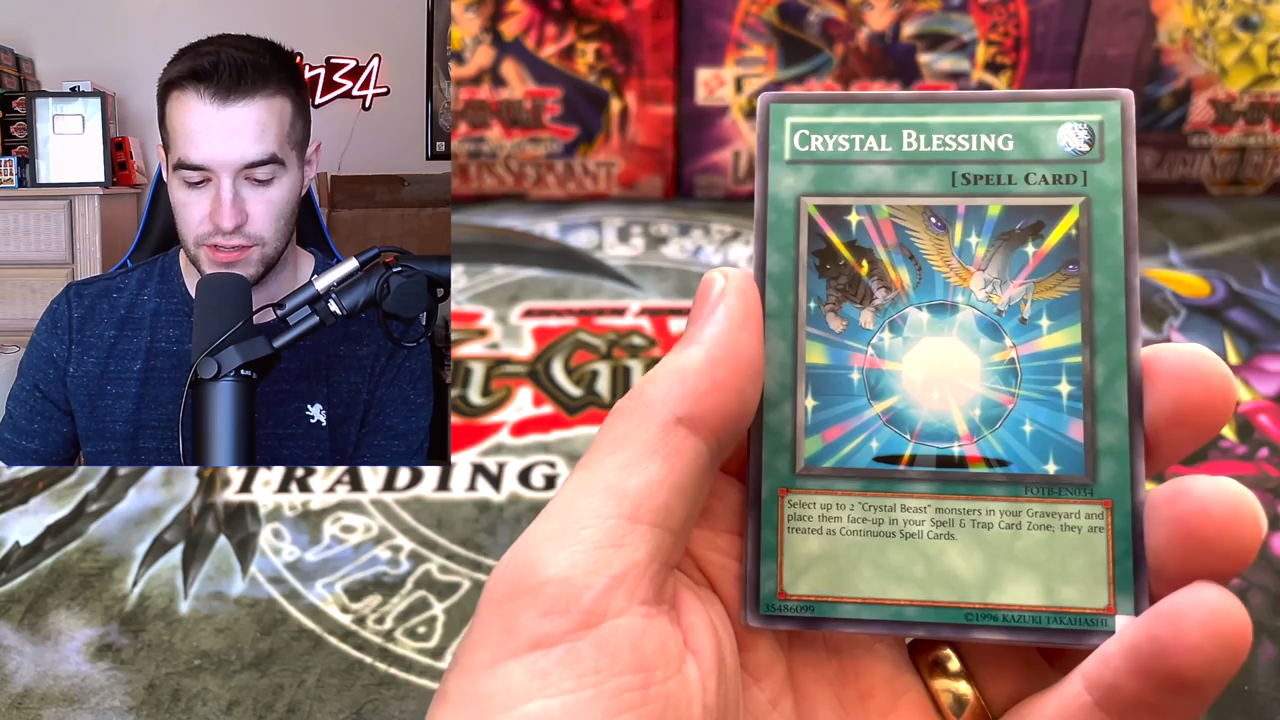 r34
CRYSTAL BLESSING
[SPELL CARD]
FOTB-EN034
Select up to 2 "Crystal Beast" monsters in your Graveyard and
place them face-up in your Spell & Trap Card Zone; they are
treated as Continuous Spell Cards.
35486099
©1996 KAZUKI TAKAHASHI
TRADING